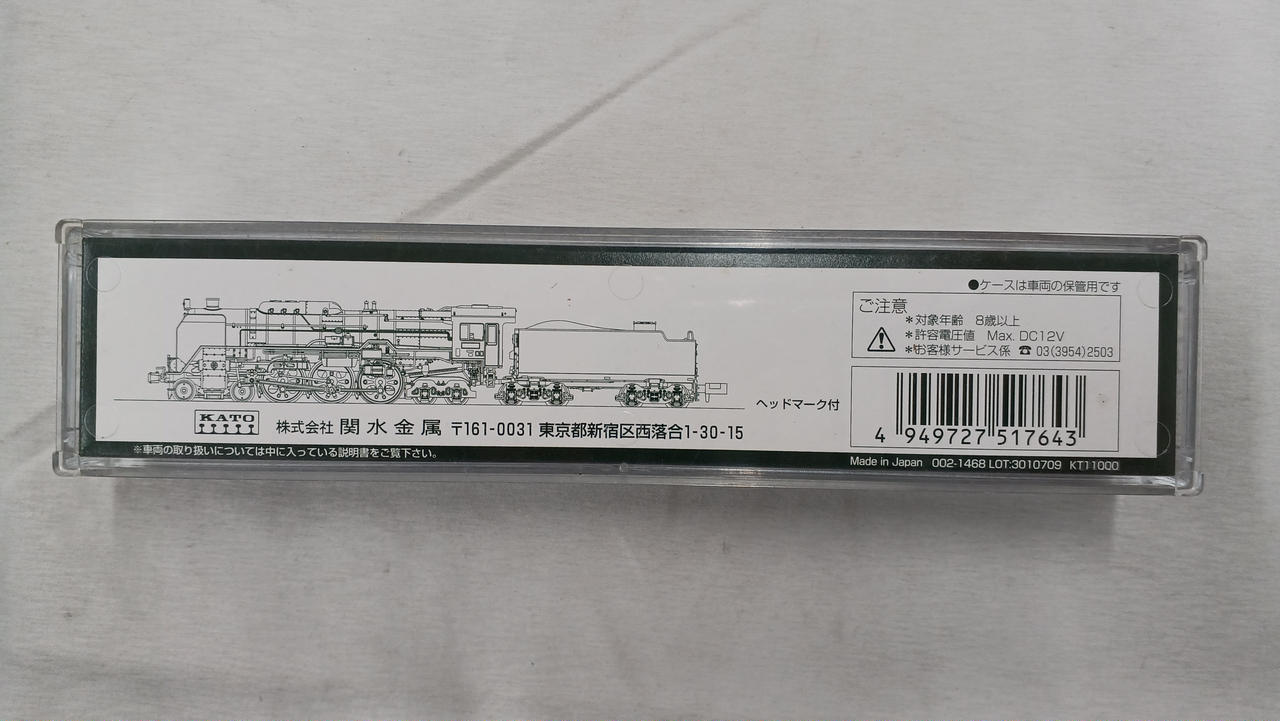 ●ケースは車両の保管用です
ご注意
＊対象年齢　8歳以上
＊許容電圧値　Max. DC12V
＊お客様サービス係 ☎ 03(3954)2503
ヘッドマーク付
KATO
株式会社 関水金属 〒161-0031 東京都新宿区西落合1-30-15
4 949727 517643
※車両の取り扱いについては中に入っている説明書をご覧下さい。
Made in Japan 002-1468 LOT:3010709 KT11000